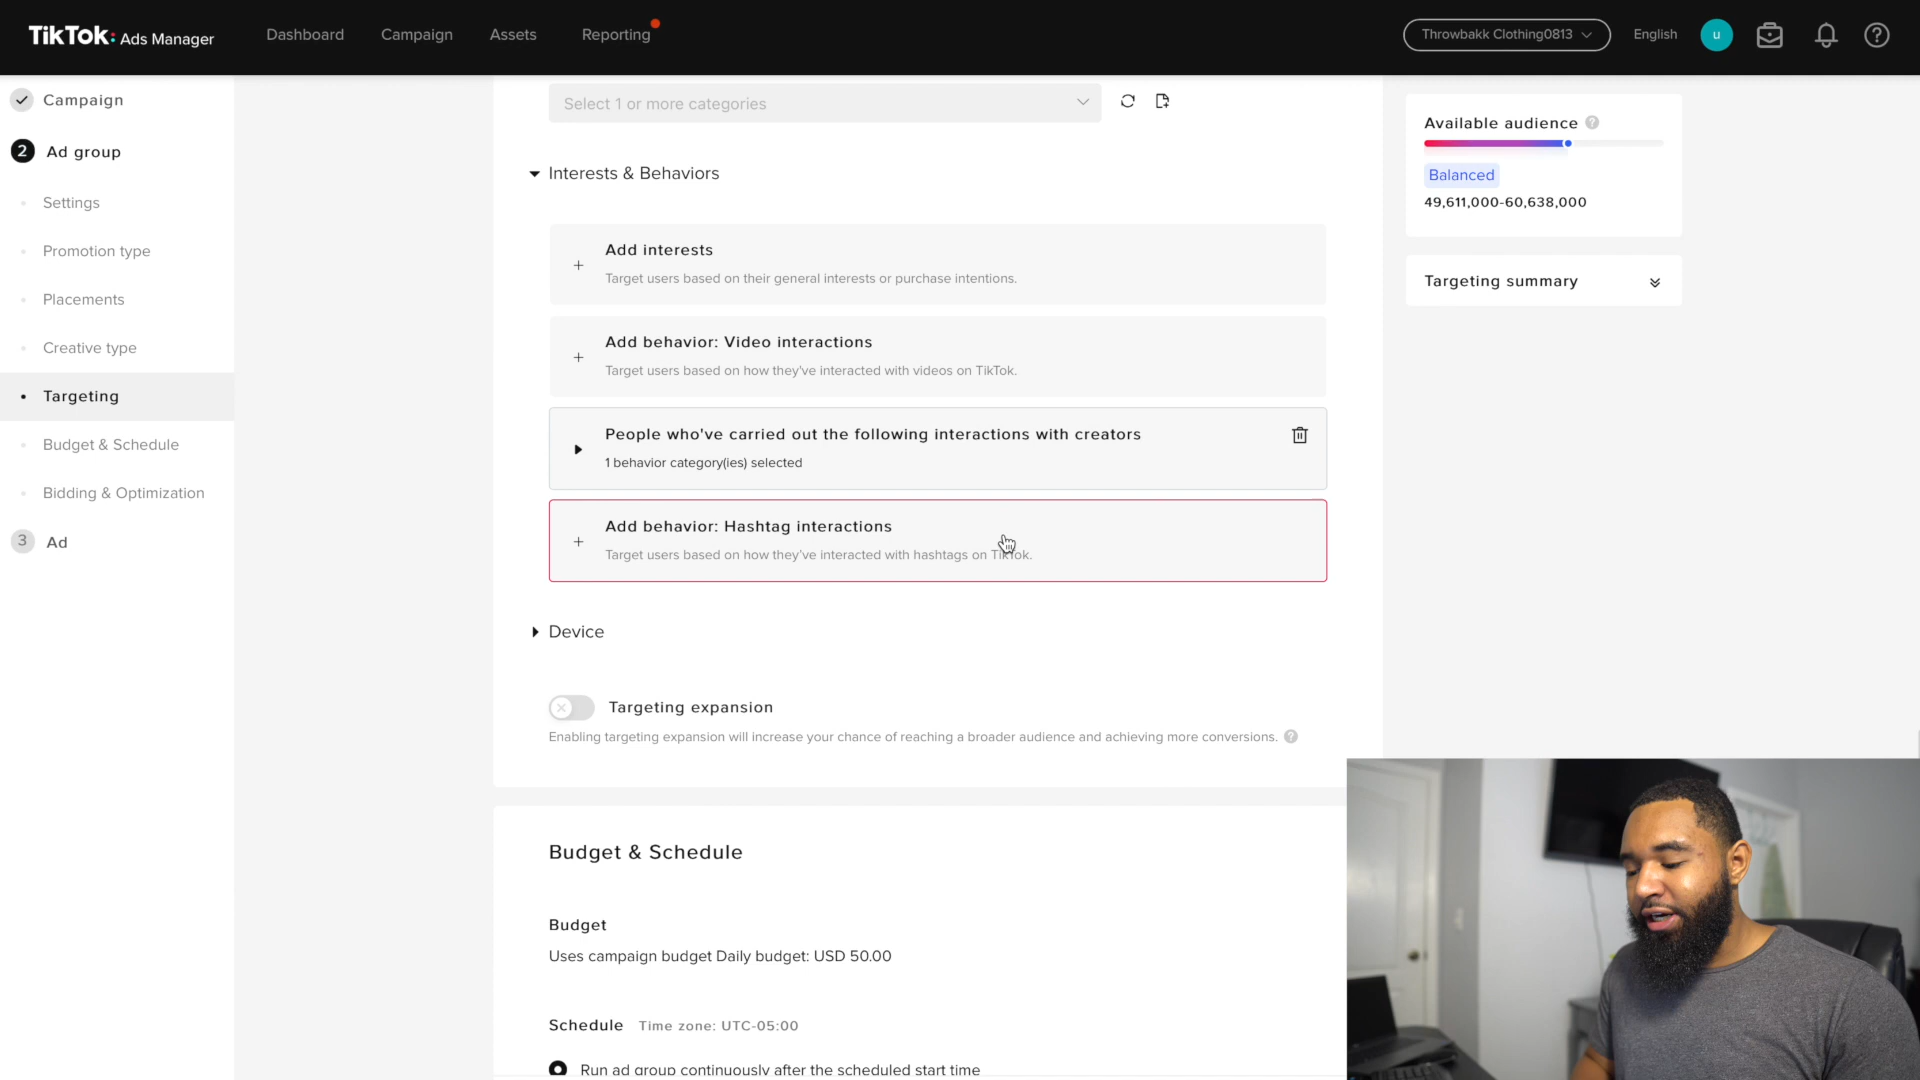 TikTok: Ads Manager
Dashboard
Campaign
Assets
Reporting
Throwbakk Clothing0813
English
u
Campaign
2 Ad group
Settings
Promotion type
Placements
Creative type
Targeting
Budget & Schedule
Bidding & Optimization
3 Ad
Select 1 or more categories
Interests & Behaviors
Add interests
Target users based on their general interests or purchase intentions.
Add behavior: Video interactions
Target users based on how they've interacted with videos on TikTok.
People who've carried out the following interactions with creators
1 behavior category(ies) selected
Add behavior: Hashtag interactions
Target users based on how they've interacted with hashtags on TikTok.
Device
Targeting expansion
Enabling targeting expansion will increase your chance of reaching a broader audience and achieving more conversions.
Budget & Schedule
Budget
Uses campaign budget Daily budget: USD 50.00
Schedule Time zone: UTC-05:00
Run ad group continuously after the scheduled start time
Available audience
Balanced
49,611,000-60,638,000
Targeting summary